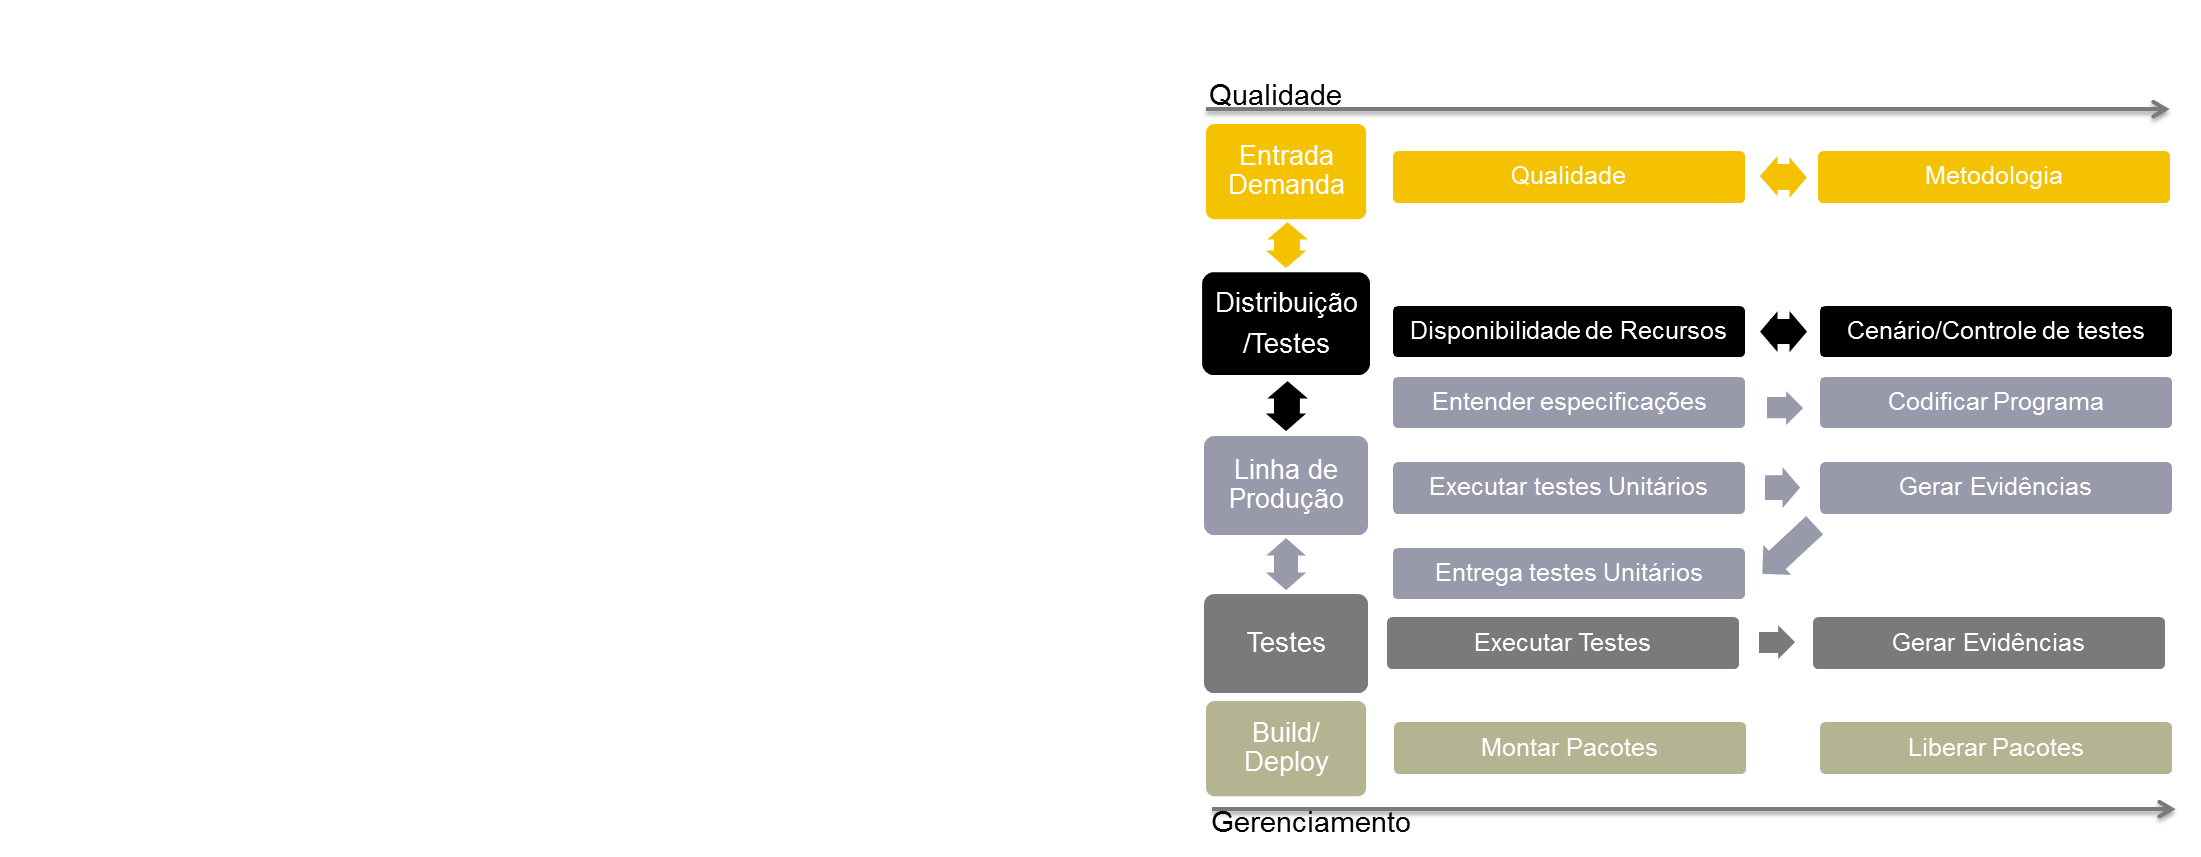 Qualidade
Entrada
Demanda
Qualidade
Metodologia
Distribuição
/Testes
Disponibilidade de Recursos
Cenário/Controle de testes
Entender especificações
Codificar Programa
Linha de
Produção
Executar testes Unitários
Gerar Evidências
Entrega testes Unitários
Testes
Executar Testes
Gerar Evidências
Build/
Deploy
Montar Pacotes
Liberar Pacotes
Gerenciamento